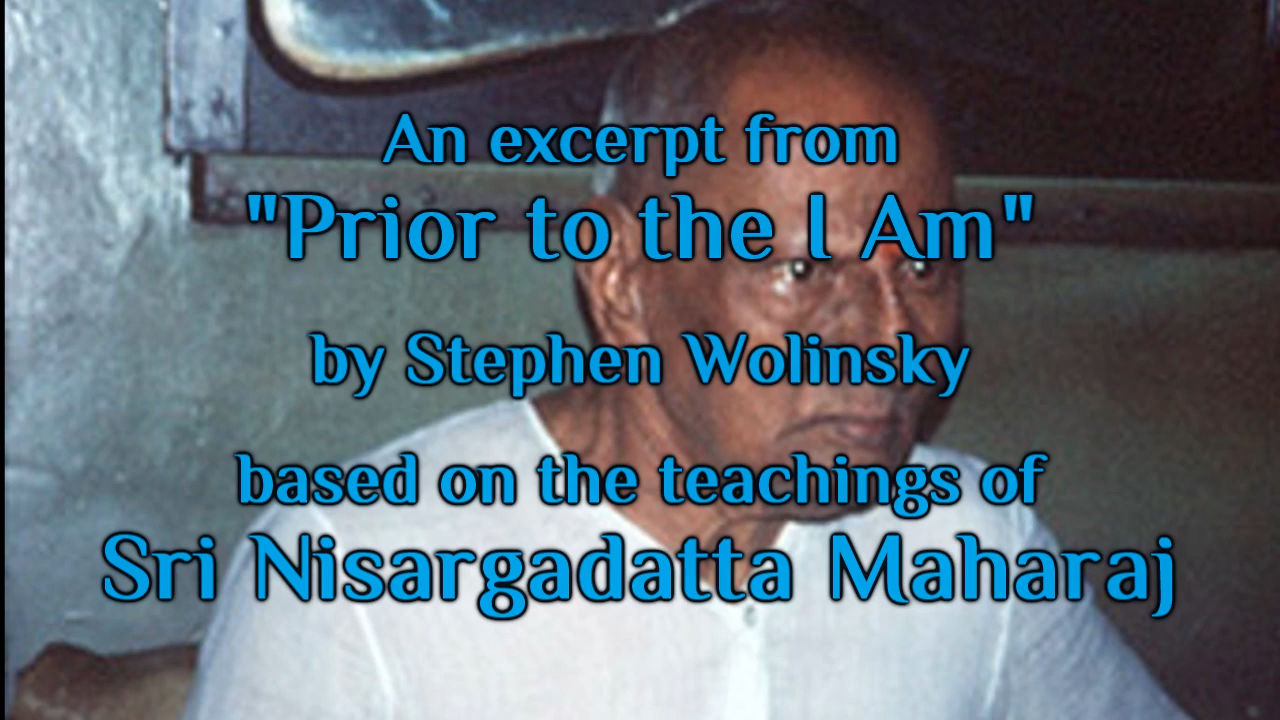 An excerpt from
"Prior to the I Am"
by Stephen Wolinsky
based on the teachings of
Sri Nisargadatta Maharaj